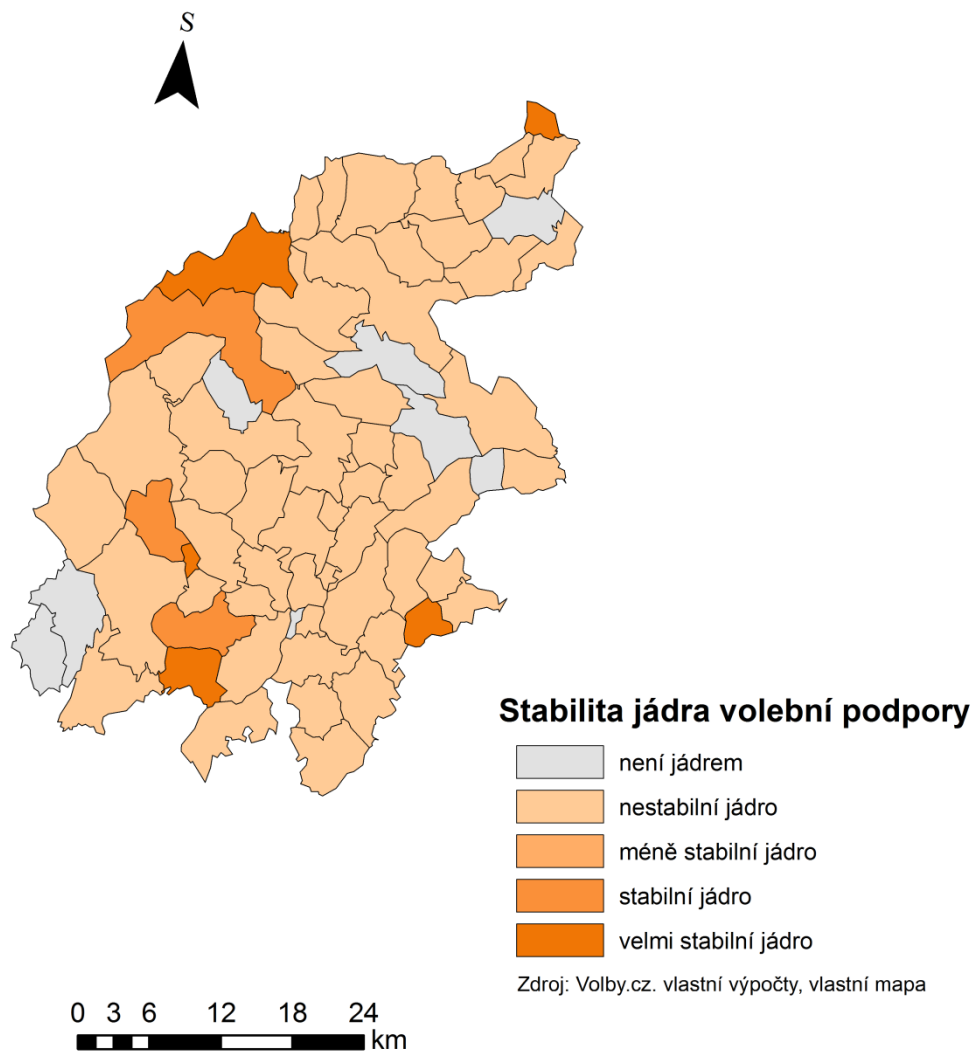 S
Stabilita jádra volební podpory
není jádrem
nestabilní jádro
méně stabilní jádro
stabilní jádro
velmi stabilní jádro
Zdroj: Volby.cz. vlastní výpočty, vlastní mapa
0 3 6 12 18 24
km